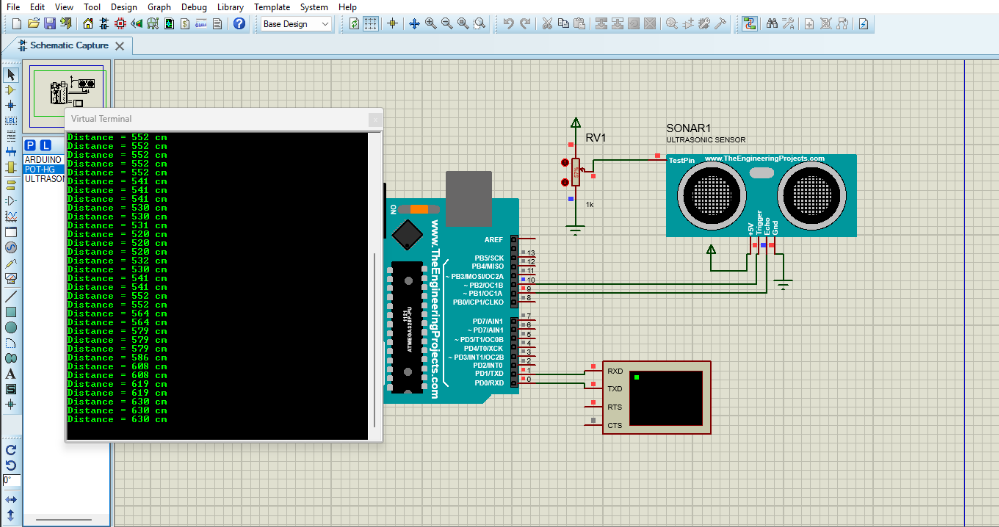 File Edit View Tool Design Graph Debug Library Template System Help
Base Design
Schematic Capture
P L
ARDUINO
POT-HG
ULTRASON
0°
Virtual Terminal
Distance = 552 cm
Distance = 552 cm
Distance = 552 cm
Distance = 552 cm
Distance = 552 cm
Distance = 541 cm
Distance = 541 cm
Distance = 541 cm
Distance = 530 cm
Distance = 530 cm
Distance = 531 cm
Distance = 520 cm
Distance = 520 cm
Distance = 520 cm
Distance = 532 cm
Distance = 530 cm
Distance = 541 cm
Distance = 541 cm
Distance = 552 cm
Distance = 552 cm
Distance = 564 cm
Distance = 564 cm
Distance = 579 cm
Distance = 579 cm
Distance = 579 cm
Distance = 586 cm
Distance = 608 cm
Distance = 608 cm
Distance = 619 cm
Distance = 619 cm
Distance = 630 cm
Distance = 630 cm
Distance = 630 cm
RV1
1k
SONAR1
ULTRASONIC SENSOR
TestPin www.TheEngineeringProjects.com
+5V
Trigger
Echo
Gnd
ON
www.TheEngineeringProjects.com
1121
ATMEGA328P-PU
AREF
PB5/SCK 13
PB4/MISO 12
~ PB3/MOSI/OC2A 11
~ PB2/OC1B 10
~ PB1/OC1A 9
PB0/ICP1/CLKO 8
PD7/AIN1 7
~ PD7/AIN1 6
~ PD5/T1/OC0B 5
PD4/T0/XCK 4
~ PD3/INT1/OC2B 3
PD2/INT0 2
PD1/TXD 1
PD0/RXD 0
RXD
TXD
RTS
CTS